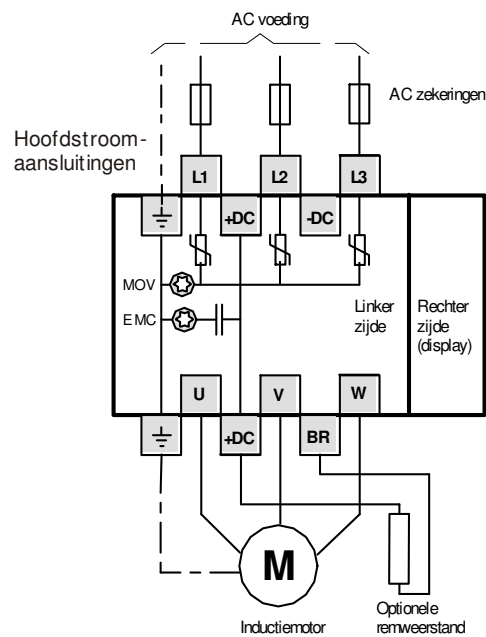 AC voeding
AC zekeringen
Hoofdstroom-
aansluitingen
L1 L2 L3
+DC -DC
MOV
EMC
Linker
zijde
Rechter
zijde
(display)
U V W
+DC BR
M
Inductiemotor
Optionele
remweerstand